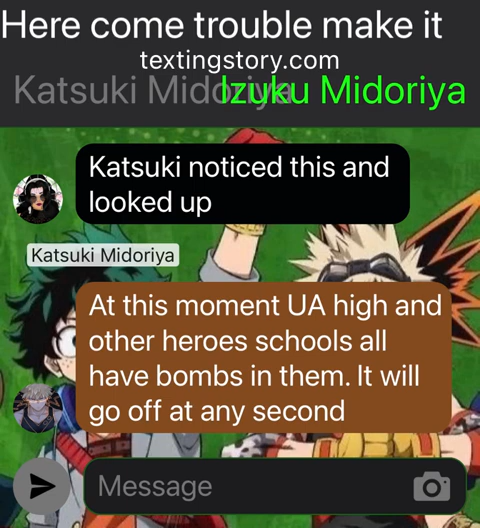 Here come trouble make it
textingstory.com
Katsuki Midoriya
Izuku Midoriya
Katsuki noticed this and
looked up
Katsuki Midoriya
At this moment UA high and
other heroes schools all
have bombs in them. It will
go off at any second
Message